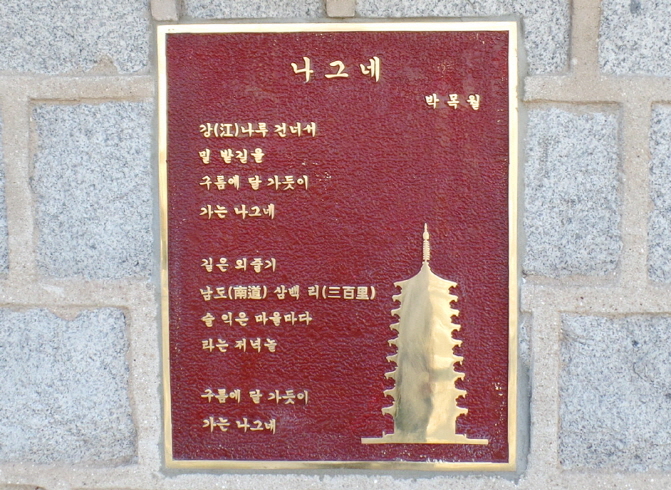 나그네
박목월
강(江)나루 건너서
밀 밭길을
구름에 달 가듯이
가는 나그네
길은 외줄기
남도(南道) 삼백 리(三百里)
술 익은 마을마다
타는 저녁놀
구름에 달 가듯이
가는 나그네